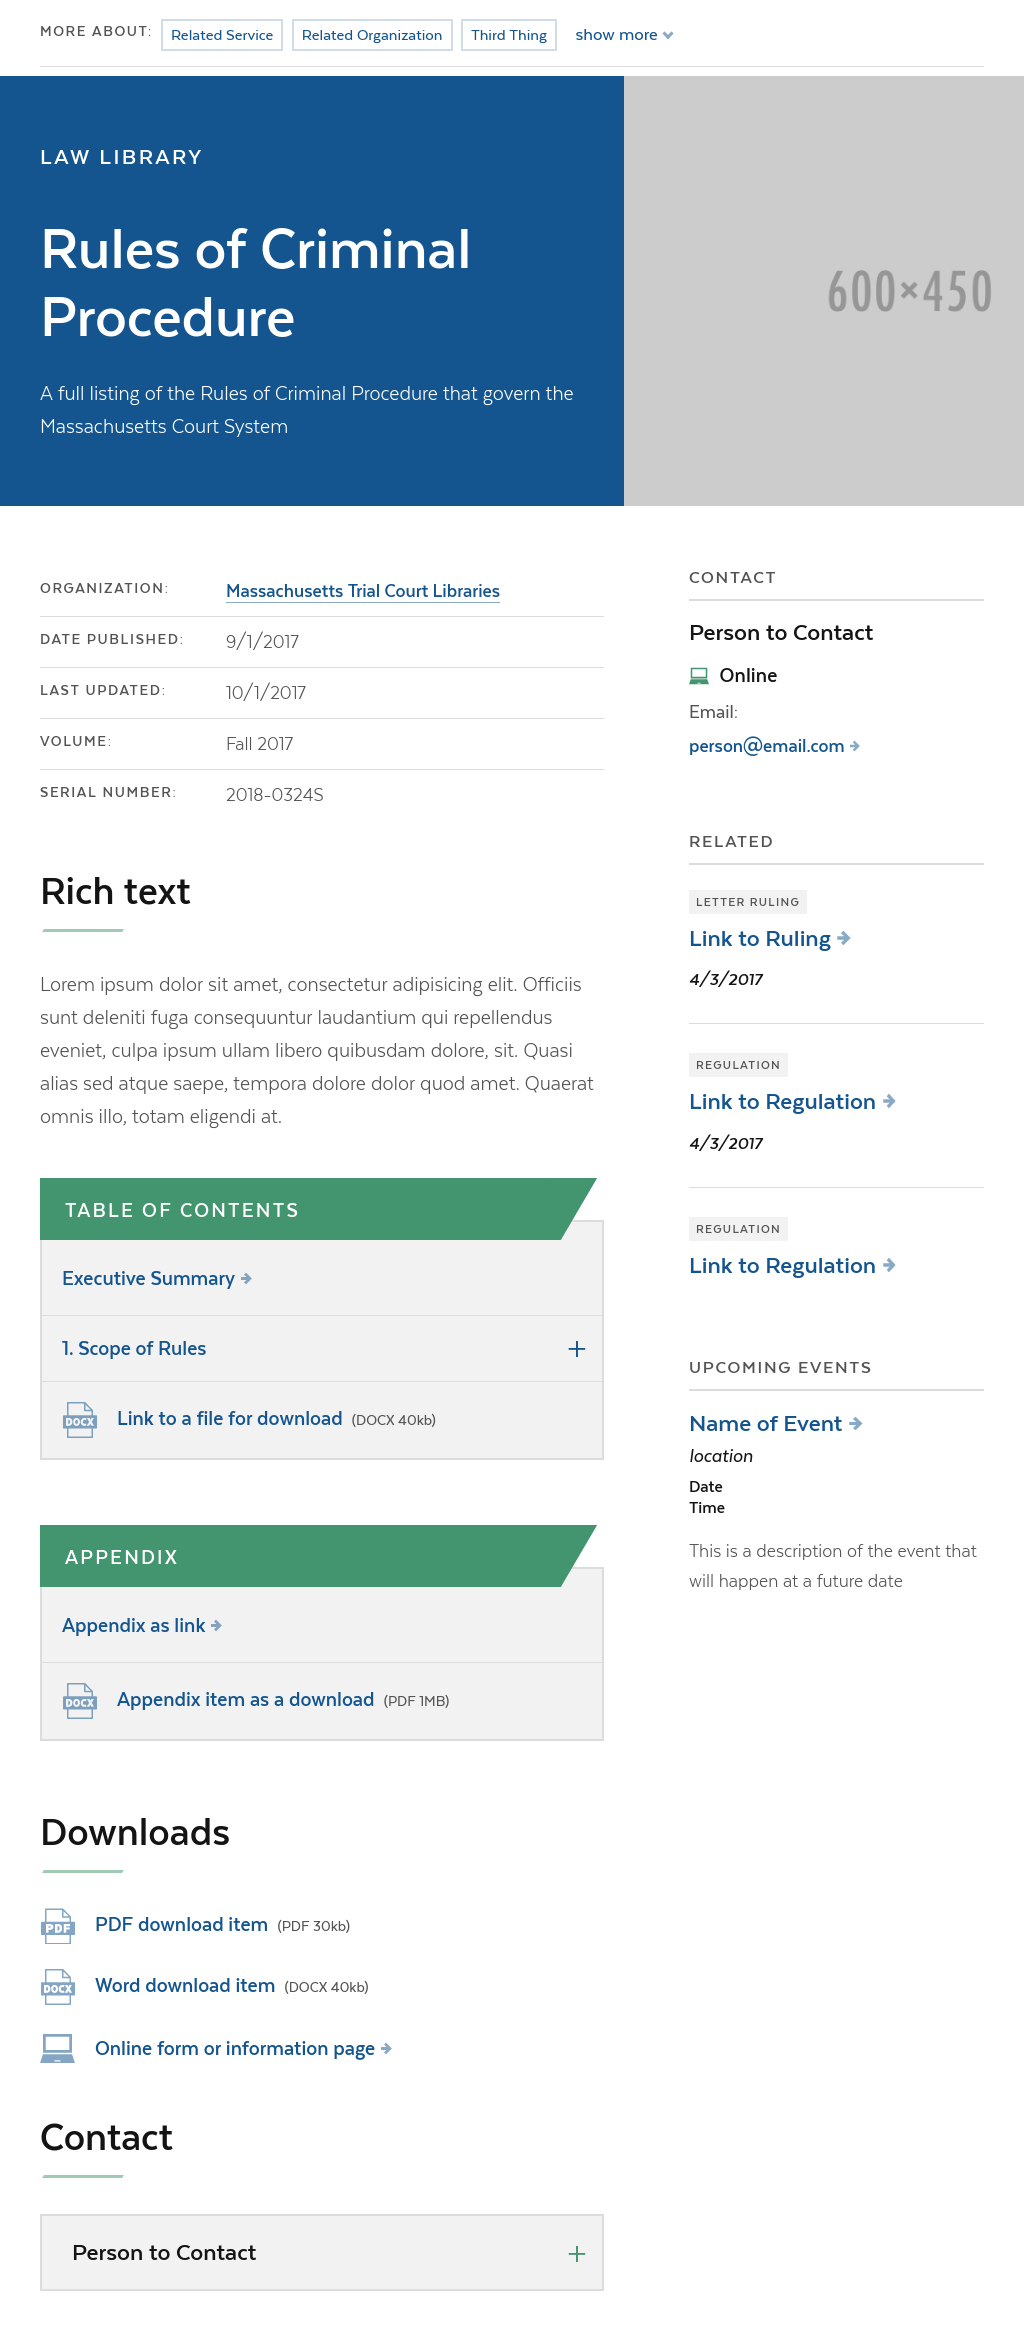 MORE ABOUT: Related Service Related Organization Third Thing show more
LAW LIBRARY
Rules of Criminal
Procedure
A full listing of the Rules of Criminal Procedure that govern the
Massachusetts Court System
600×450
ORGANIZATION: Massachusetts Trial Court Libraries
DATE PUBLISHED: 9/1/2017
LAST UPDATED: 10/1/2017
VOLUME: Fall 2017
SERIAL NUMBER: 2018-0324S
Rich text
Lorem ipsum dolor sit amet, consectetur adipisicing elit. Officiis
sunt deleniti fuga consequuntur laudantium qui repellendus
eveniet, culpa ipsum ullam libero quibusdam dolore, sit. Quasi
alias sed atque saepe, tempora dolore dolor quod amet. Quaerat
omnis illo, totam eligendi at.
TABLE OF CONTENTS
Executive Summary
1. Scope of Rules
DOCX Link to a file for download (DOCX 40kb)
APPENDIX
Appendix as link
DOCX Appendix item as a download (PDF 1MB)
Downloads
PDF PDF download item (PDF 30kb)
DOCX Word download item (DOCX 40kb)
Online form or information page
Contact
Person to Contact
CONTACT
Person to Contact
Online
Email:
person@email.com
RELATED
LETTER RULING
Link to Ruling
4/3/2017
REGULATION
Link to Regulation
4/3/2017
REGULATION
Link to Regulation
UPCOMING EVENTS
Name of Event
location
Date
Time
This is a description of the event that
will happen at a future date